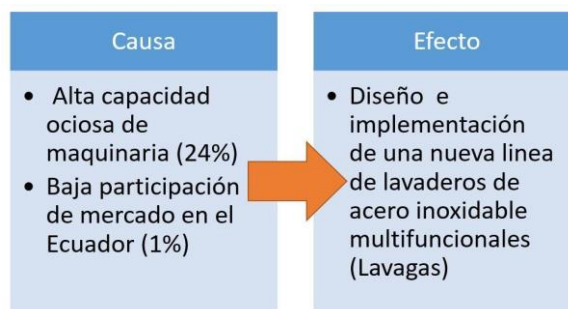 Causa
• Alta capacidad
ociosa de
maquinaria (24%)
• Baja participación
de mercado en el
Ecuador (1%)
Efecto
• Diseño e
implementación
de una nueva linea
de lavaderos de
acero inoxidable
multifuncionales
(Lavagas)